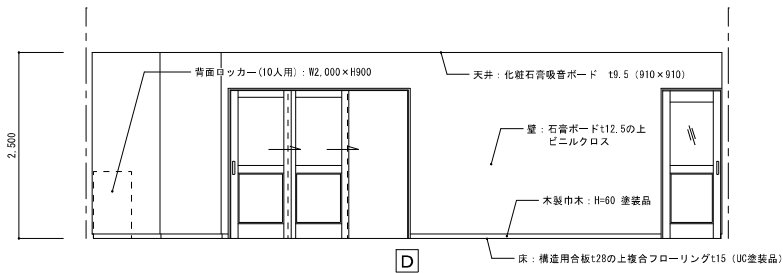 背面ロッカー(10人用):W2,000×H900
天井:化粧石膏吸音ボード t9.5 (910×910)
2,500
壁:石膏ボードt12.5の上
ビニルクロス
木製巾木:H=60 塗装品
床:構造用合板t28の上複合フローリングt15 (UC塗装品)
D